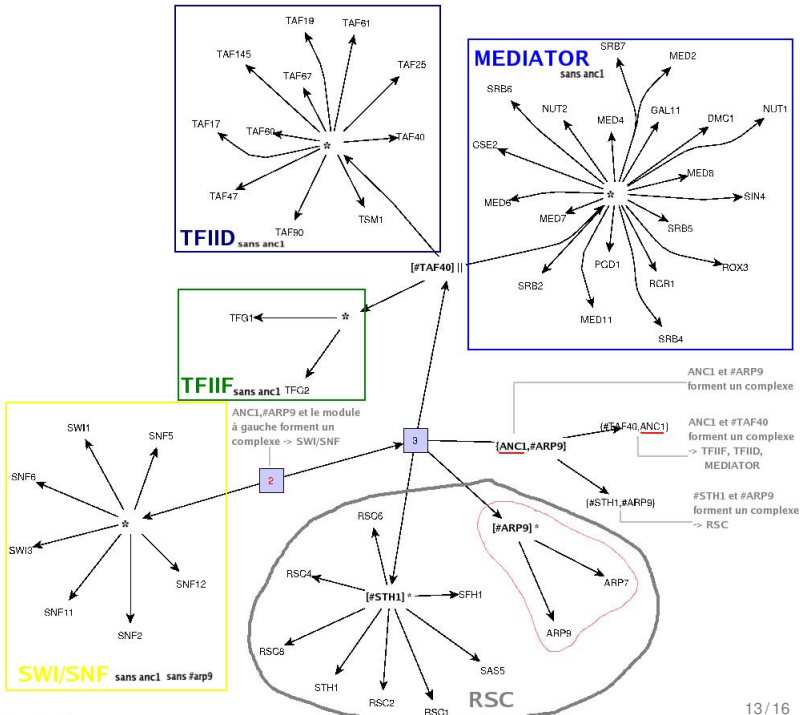 TAF19
TAF61
TAF145
TAF67
TAF25
TAF17
TAF60
TAF40
*
TAF47
TAF90
TSM1
TFIID sans anc1
MEDIATOR
sans anc1
SRB7
MED2
SRB6
NUT2
MED4
GAL11
DMC1
NUT1
CSE2
MED8
*
MED6
MED7
SIN4
SRB5
PGD1
ROX3
SRB2
RGR1
MED11
SRB4
[#TAF40] ||
TFG1
*
TFIIF sans anc1
TFG2
ANC1,#ARP9 et le module
à gauche forment un
complexe -> SWI/SNF
ANC1 et #ARP9
forment un complexe
3
{ANC1,#ARP9}
{#TAF40,ANC1}
ANC1 et #TAF40
forment un complexe
-> TFIIF, TFIID,
MEDIATOR
2
{#STH1,#ARP9}
#STH1 et #ARP9
forment un complexe
-> RSC
SWI1
SNF5
SNF6
*
SWI3
SNF12
SNF11
SNF2
SWI/SNF sans anc1 sans #arp9
RSC6
[#ARP9] *
RSC4
[#STH1] *
SFH1
ARP7
ARP9
RSC8
SAS5
STH1
RSC2
RSC1
RSC
13/16